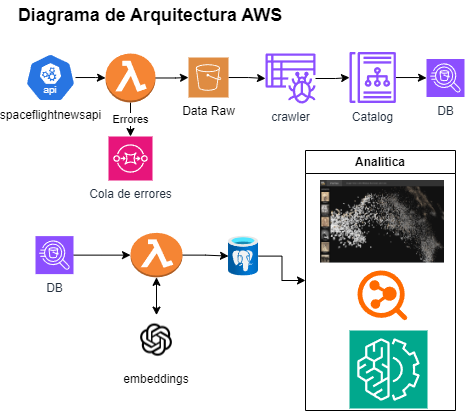 Diagrama de Arquitectura AWS
api
spaceflightnewsapi
Errores
Data Raw
crawler
Catalog
DB
Cola de errores
Analitica
DB
embeddings